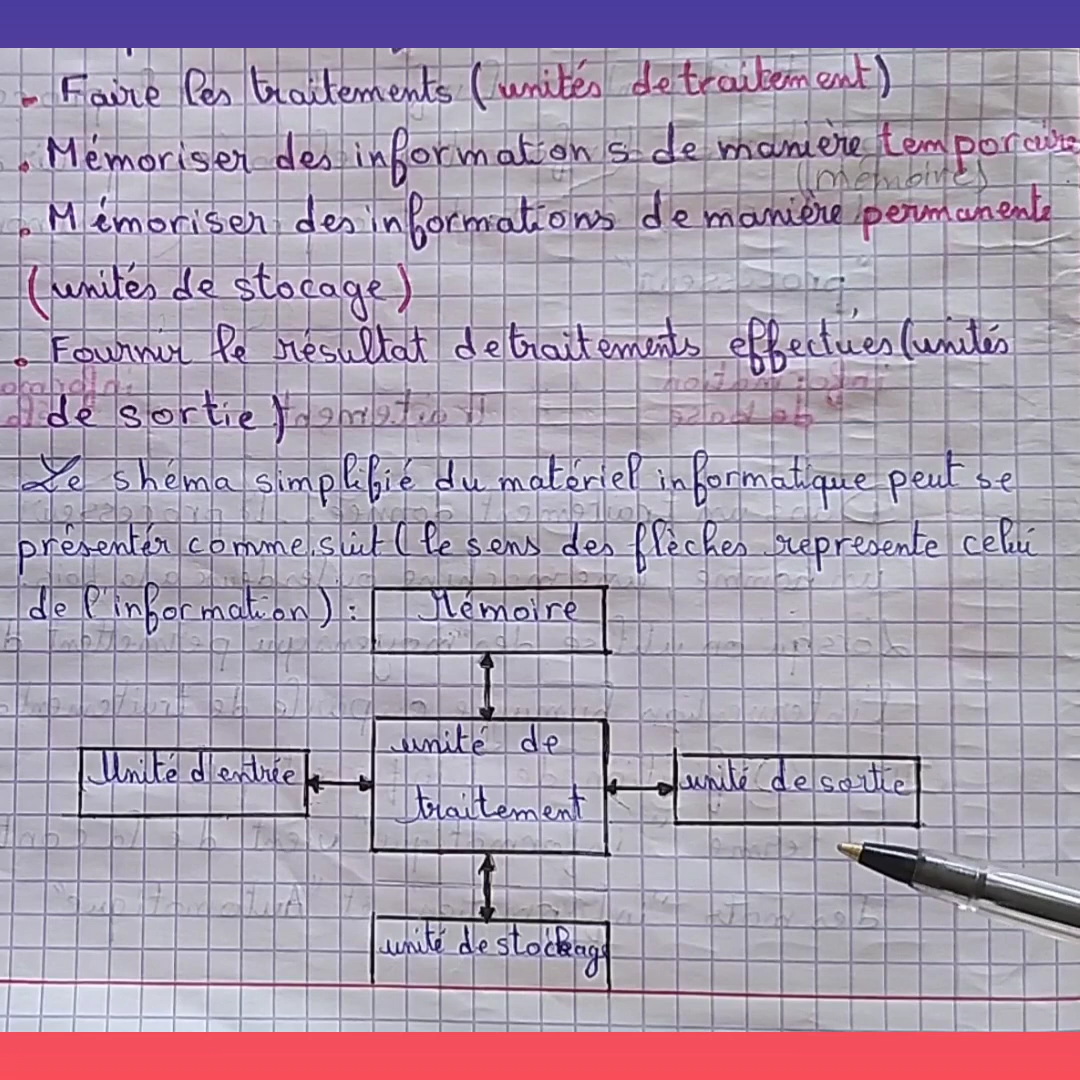 - Faire les traitements (unités de traitement)
. Mémoriser des informations de manière temporaire
(mémoire)
. Mémoriser des informations de manière permanente
(unités de stocage)
. Fournir le résultat de traitements effectués (unités
de sortie)
Le shéma simplifié du matériel informatique peut se
présenter comme suit (le sens des flèches represente celui
de l'information) :
Mémoire
unité de
traitement
Unité d'entrée
unité de sortie
unité de stockage